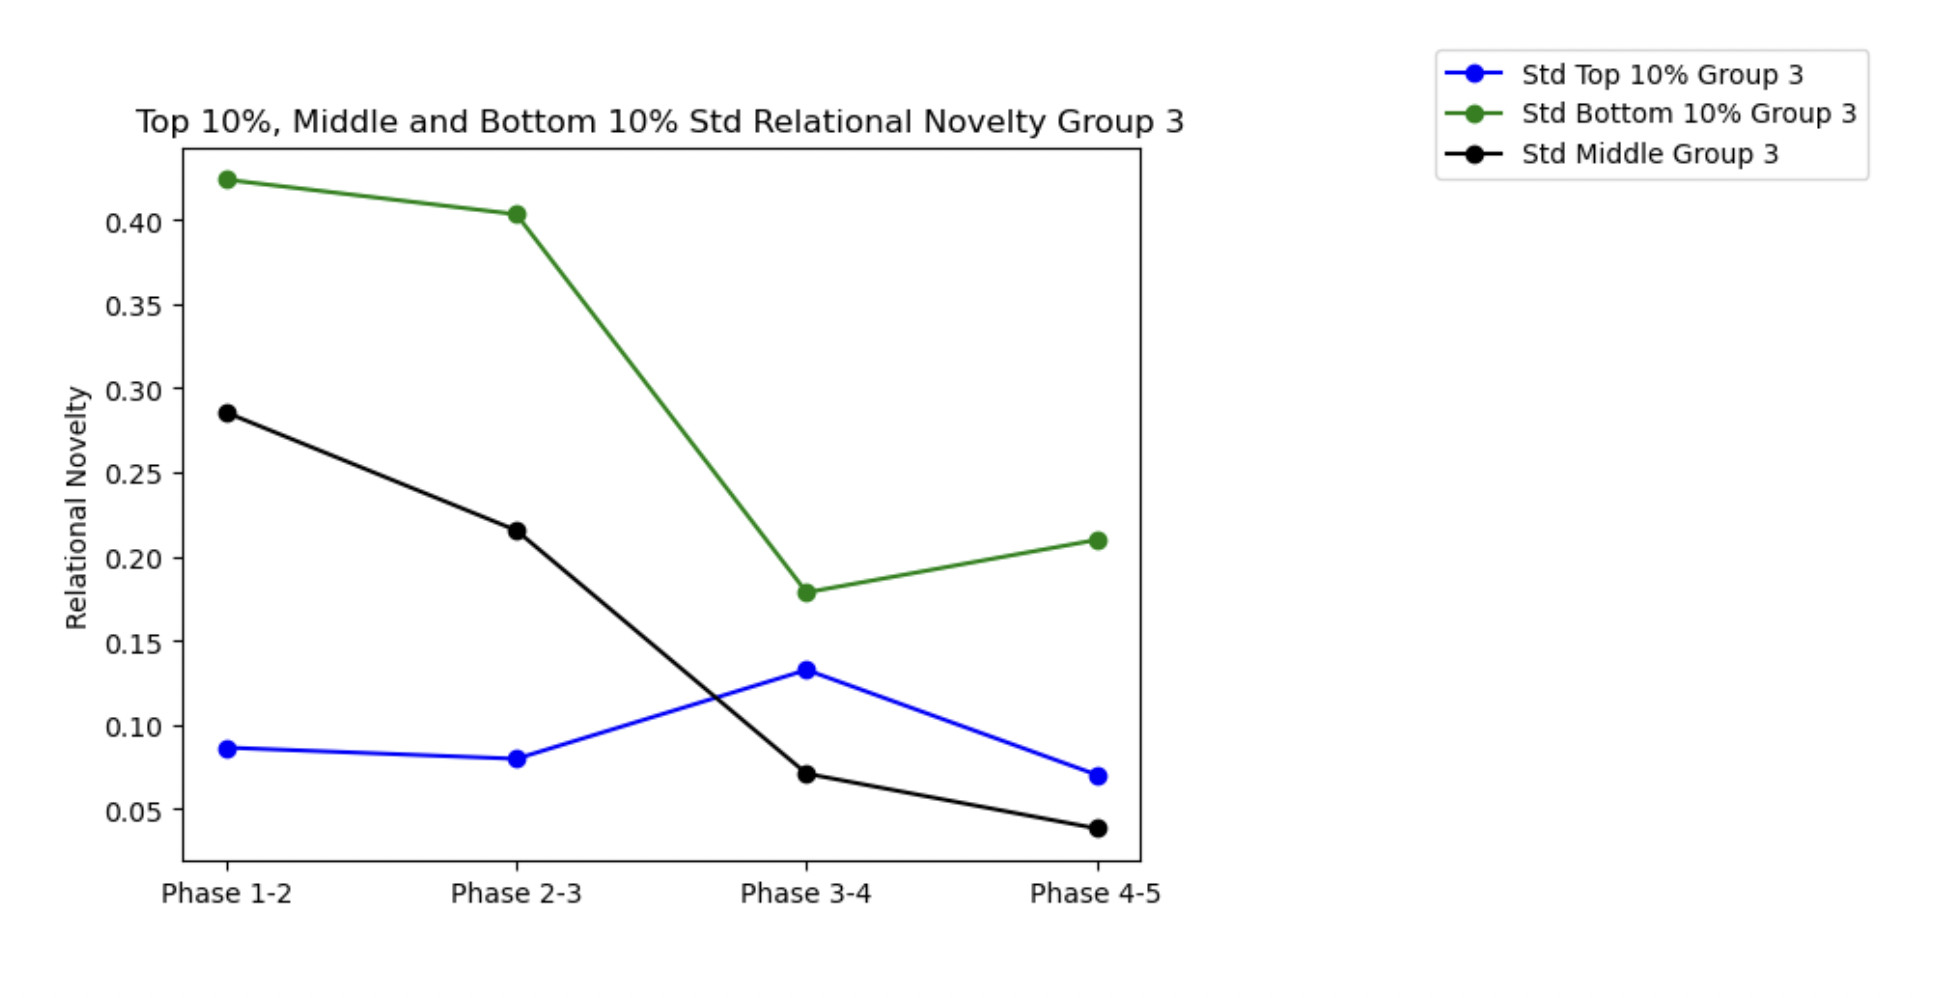 Std Top 10% Group 3
Std Bottom 10% Group 3
Std Middle Group 3
Top 10%, Middle and Bottom 10% Std Relational Novelty Group 3
Relational Novelty
0.40
0.35
0.30
0.25
0.20
0.15
0.10
0.05
Phase 1-2 Phase 2-3 Phase 3-4 Phase 4-5